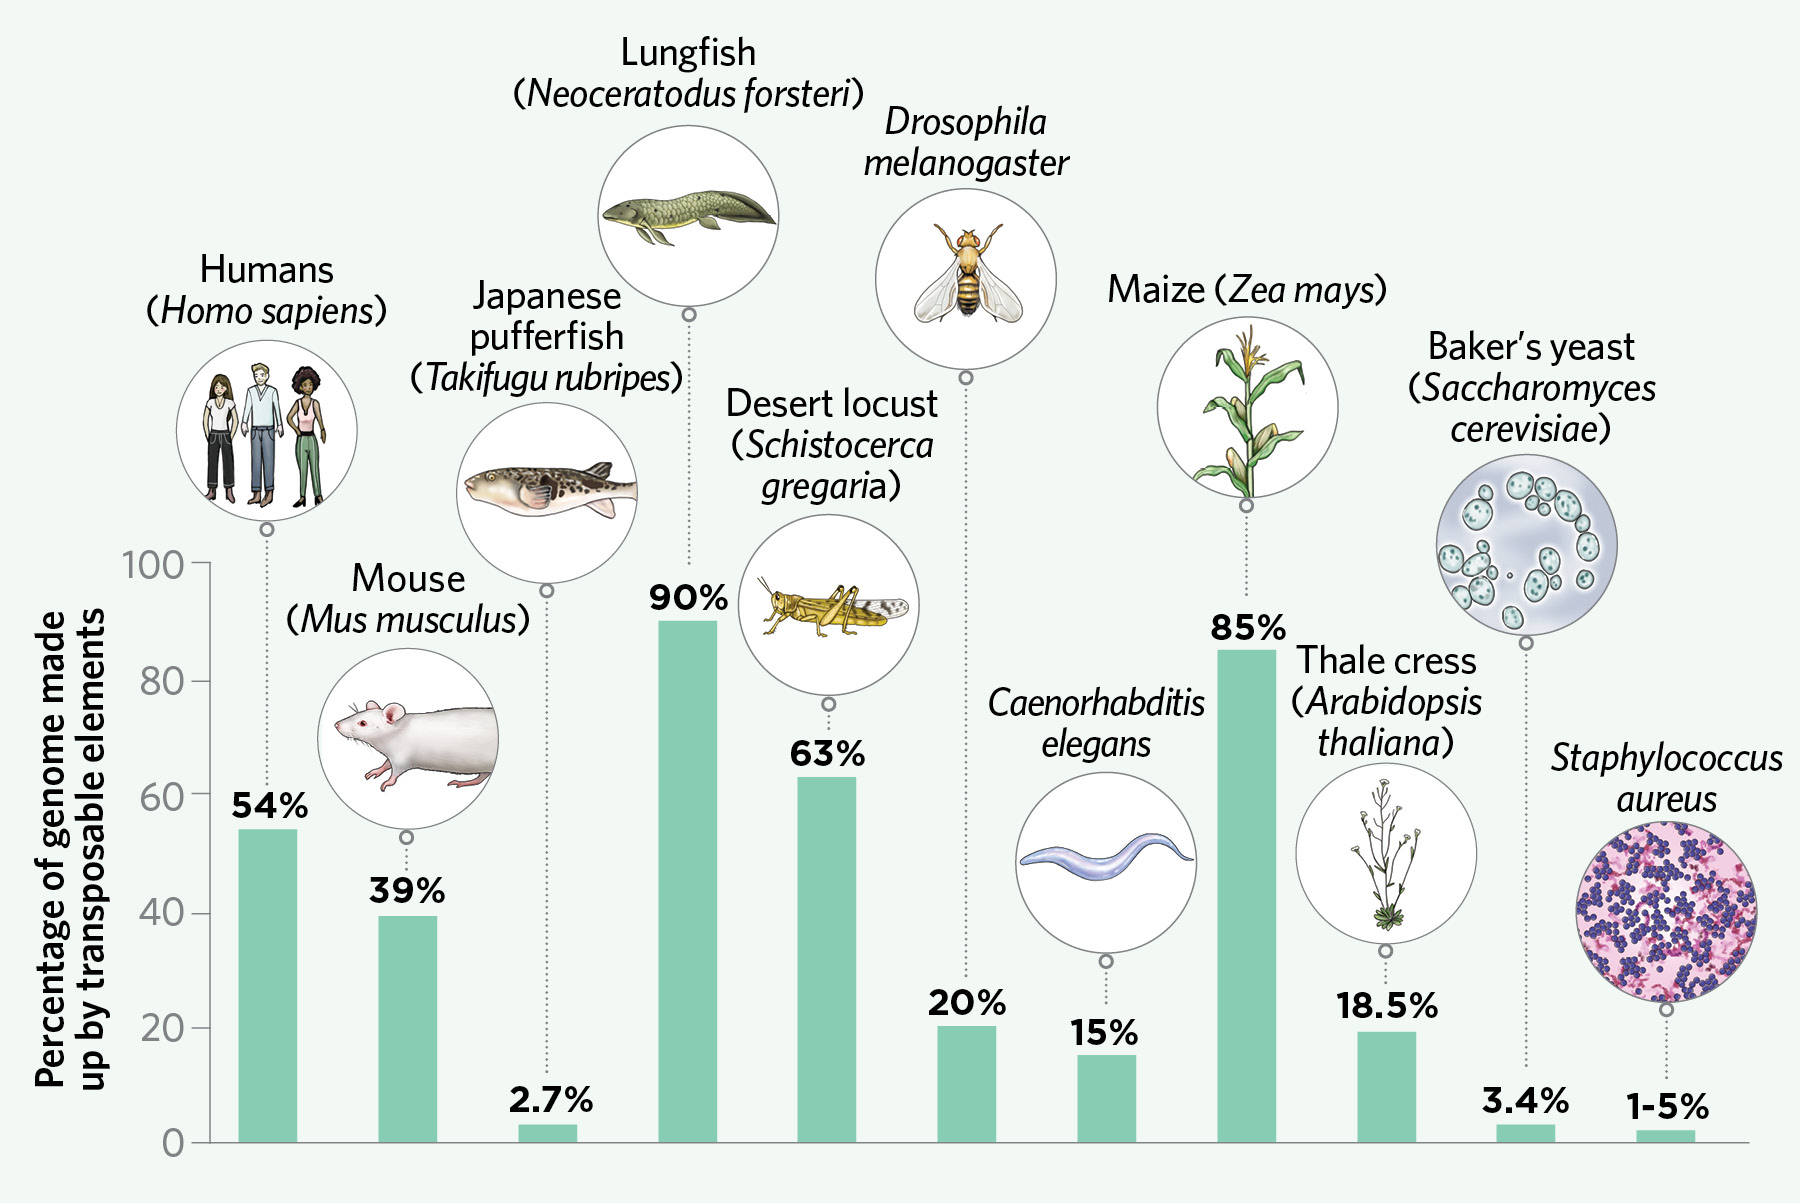 Lungfish
(Neoceratodus forsteri)
Drosophila
melanogaster
Humans
(Homo sapiens)
Japanese
pufferfish
(Takifugu rubripes)
Maize (Zea mays)
Baker’s yeast
(Saccharomyces
cerevisiae)
Desert locust
(Schistocerca
gregaria)
Mouse
(Mus musculus)
Caenorhabditis
elegans
Thale cress
(Arabidopsis
thaliana)
Staphylococcus
aureus
Percentage of genome made
up by transposable elements
100
80
60
40
20
0
54%
39%
2.7%
90%
63%
20%
15%
85%
18.5%
3.4%
1-5%